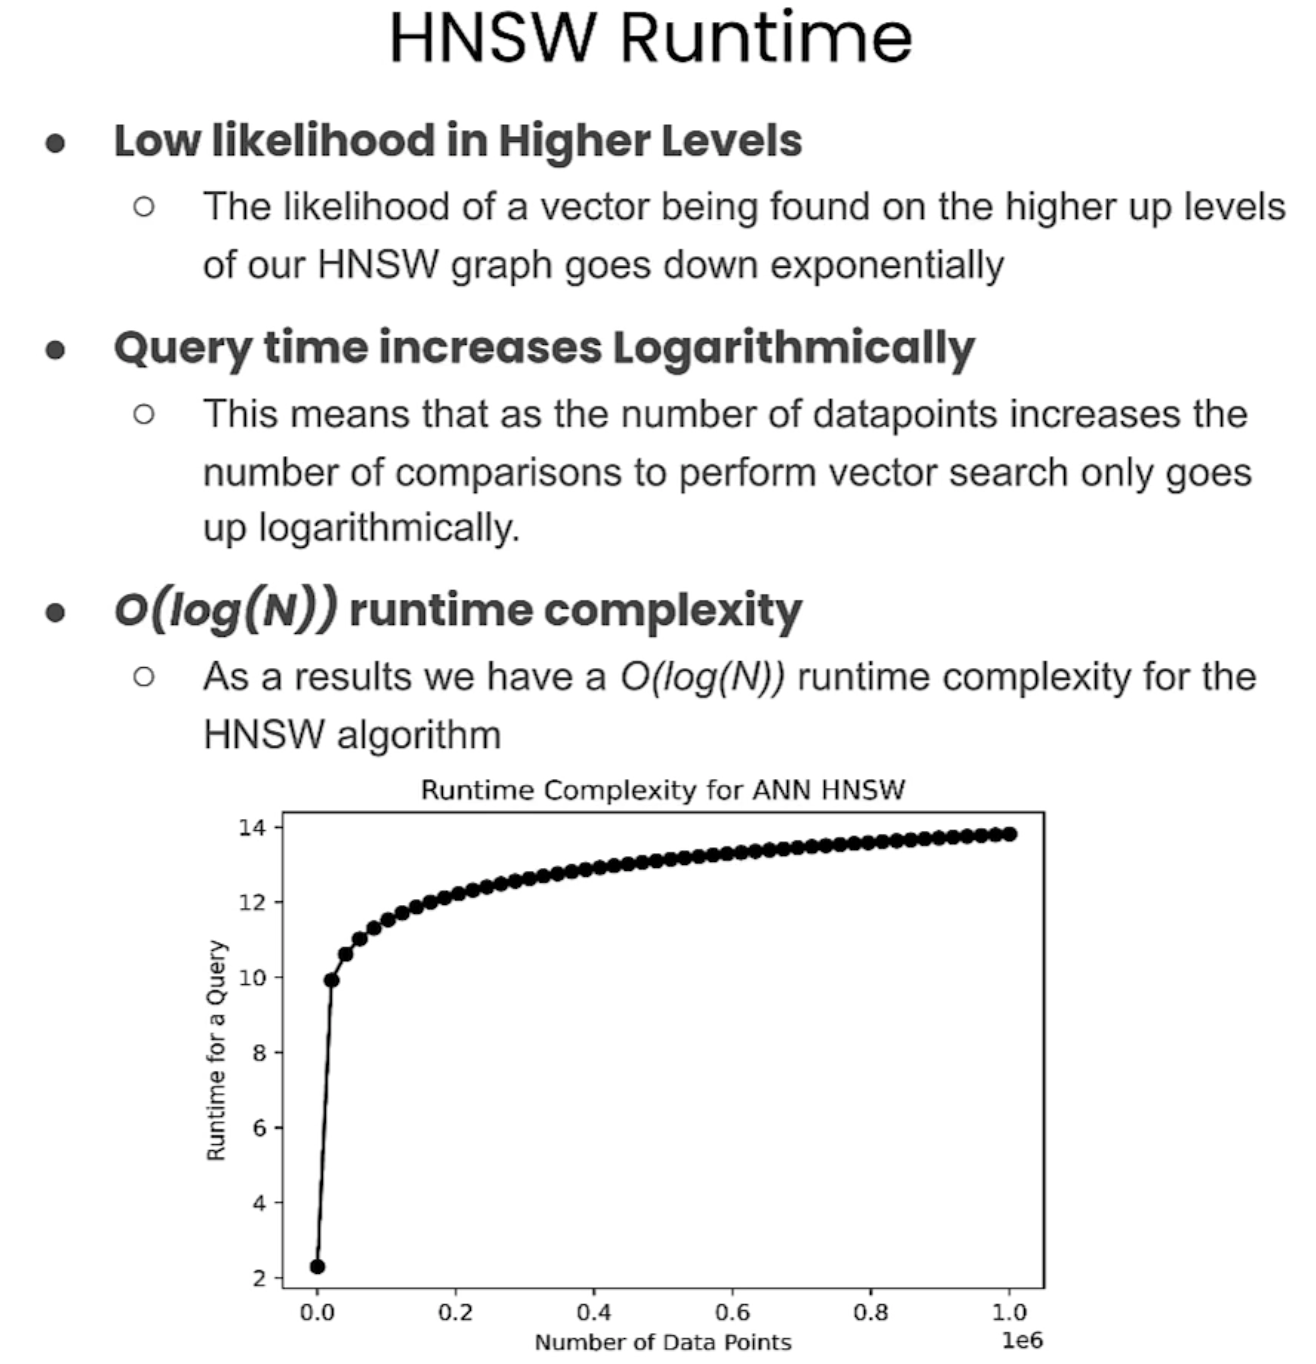 HNSW Runtime
● Low likelihood in Higher Levels
○ The likelihood of a vector being found on the higher up levels
of our HNSW graph goes down exponentially
● Query time increases Logarithmically
○ This means that as the number of datapoints increases the
number of comparisons to perform vector search only goes
up logarithmically.
● O(log(N)) runtime complexity
○ As a results we have a O(log(N)) runtime complexity for the
HNSW algorithm
Runtime Complexity for ANN HNSW
14
12
10
8
6
4
2
Runtime for a Query
0.0 0.2 0.4 0.6 0.8 1.0
1e6
Number of Data Points